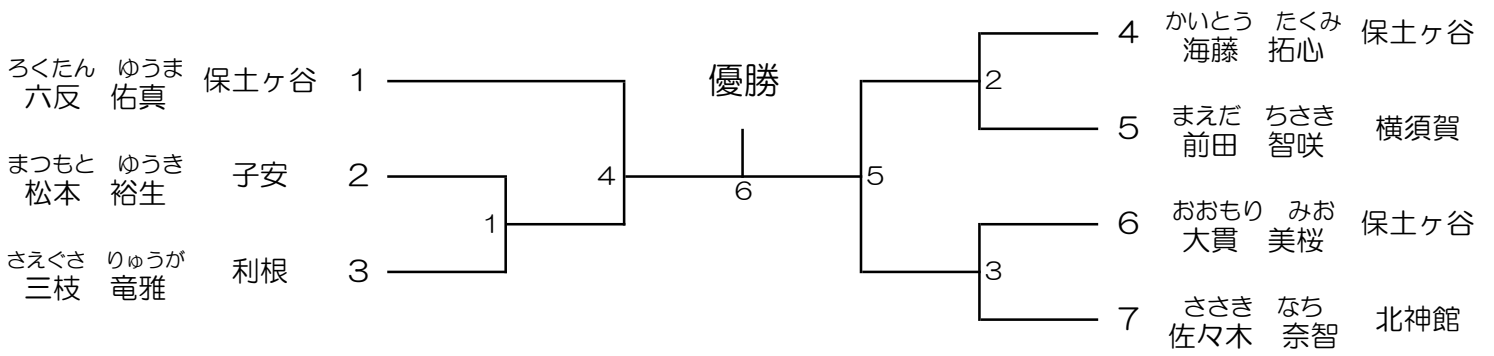 優勝
ろくたん ゆうま
六反 佑真 保土ヶ谷 1
まつもと ゆうき
松本 裕生 子安 2
さえぐさ りゅうが
三枝 竜雅 利根 3
1
4
6
5
2
3
かいとう たくみ
4 海藤 拓心 保土ヶ谷
まえだ ちさき
5 前田 智咲 横須賀
おおもり みお
6 大貫 美桜 保土ヶ谷
ささき なち
7 佐々木 奈智 北神館